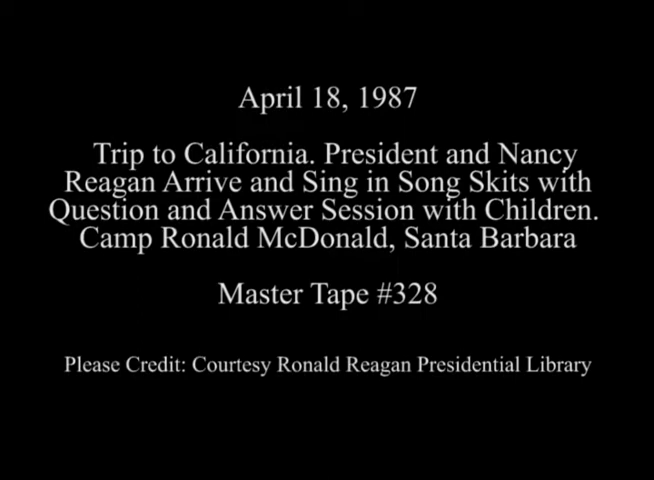 April 18, 1987
Trip to California. President and Nancy
Reagan Arrive and Sing in Song Skits with
Question and Answer Session with Children.
Camp Ronald McDonald, Santa Barbara
Master Tape #328
Please Credit: Courtesy Ronald Reagan Presidential Library